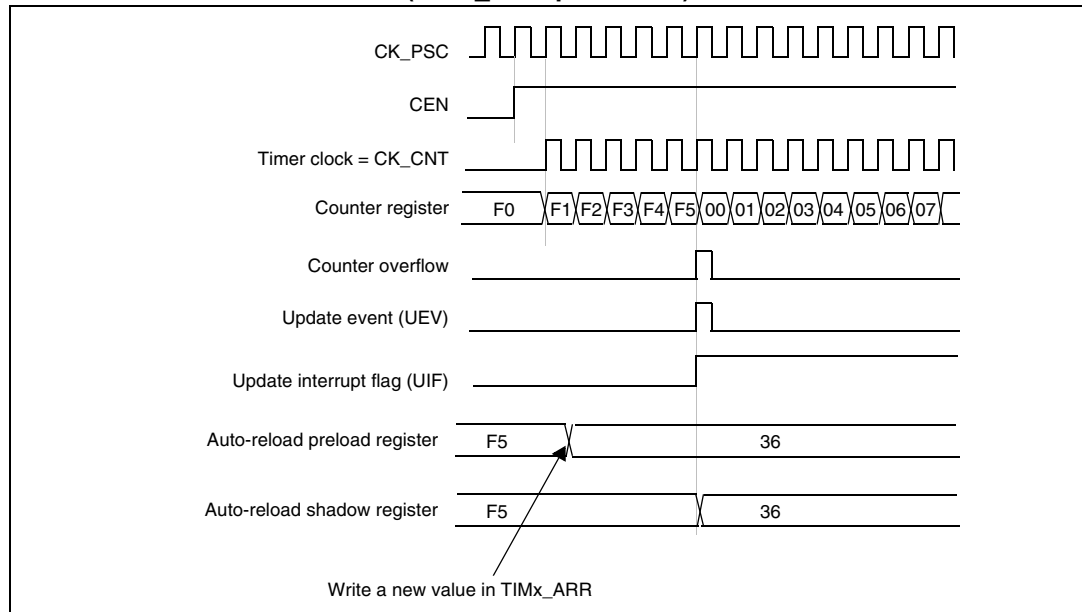 CK_PSC
CEN
Timer clock = CK_CNT
Counter register F0 F1 F2 F3 F4 F5 00 01 02 03 04 05 06 07
Counter overflow
Update event (UEV)
Update interrupt flag (UIF)
Auto-reload preload register F5 36
Auto-reload shadow register F5 36
Write a new value in TIMx_ARR